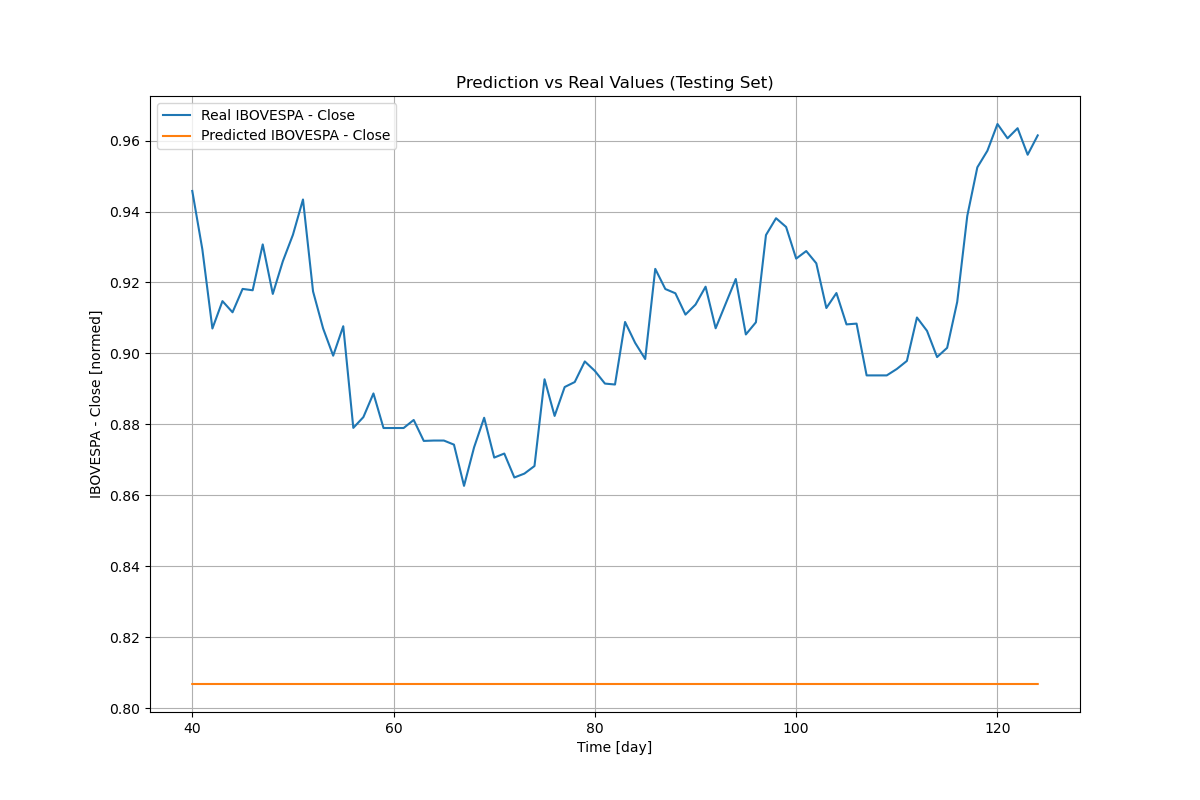 Prediction vs Real Values (Testing Set)
Real IBOVESPA - Close
Predicted IBOVESPA - Close
IBOVESPA - Close [normed]
0.96
0.94
0.92
0.90
0.88
0.86
0.84
0.82
0.80
40 60 80 100 120
Time [day]